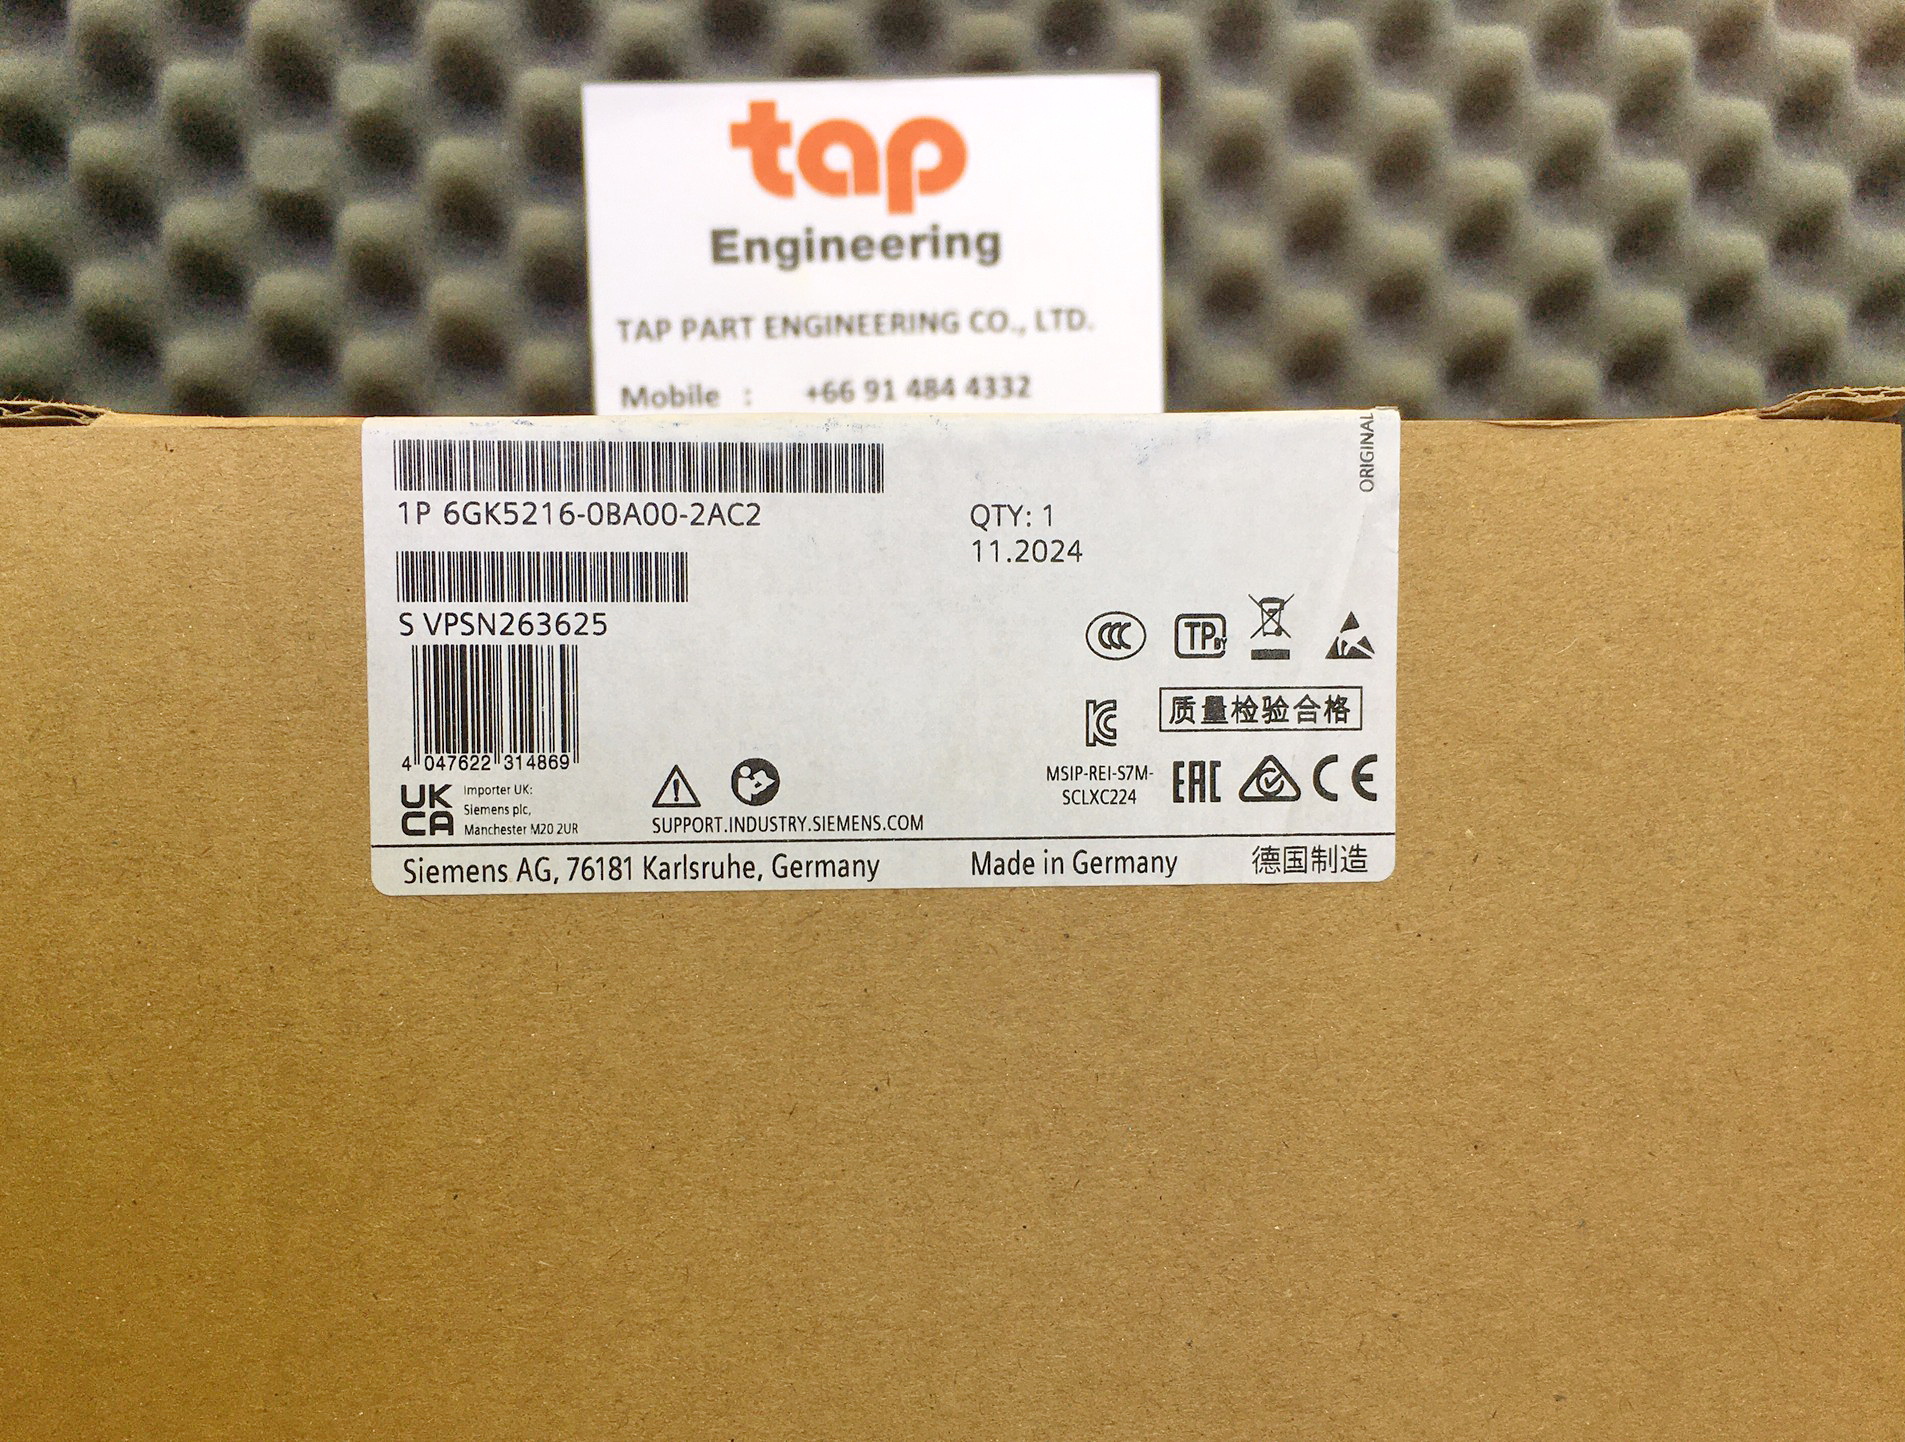 tap
Engineering
TAP PART ENGINEERING CO., LTD.
Mobile : +66 91 484 4332
ORIGINAL
1P 6GK5216-0BA00-2AC2
QTY: 1
11.2024
S VPSN263625
4 047622 314869
CCC
TP BY
质量检验合格
MSIP-REI-S7M-
SCLXC224
EAC
CE
UK
CA
Importer UK:
Siemens plc,
Manchester M20 2UR
SUPPORT.INDUSTRY.SIEMENS.COM
Siemens AG, 76181 Karlsruhe, Germany
Made in Germany
德国制造